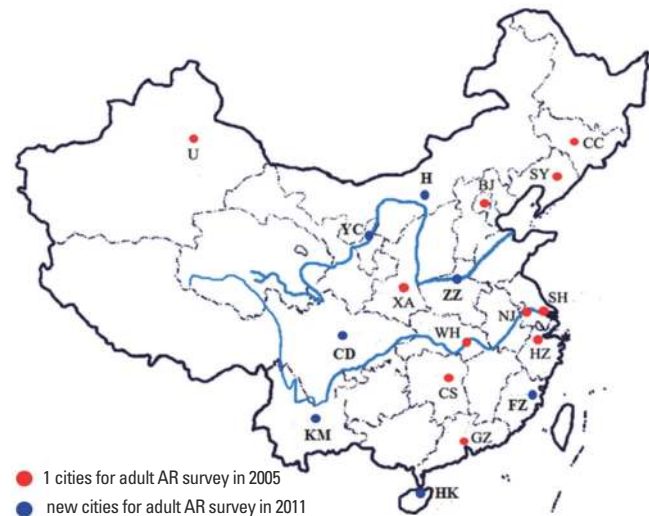 CC
U
SY
H
BJ
YC
ZZ
XA
SH
NJ
WH
CD
HZ
CS
FZ
KM
GZ
1 cities for adult AR survey in 2005
HK
new cities for adult AR survey in 2011